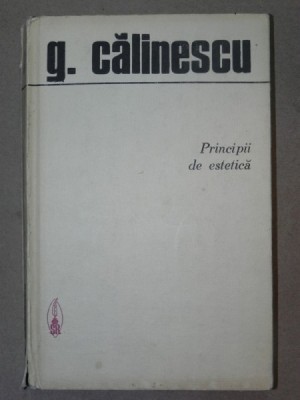 g. călinescu
Principii
de estetică